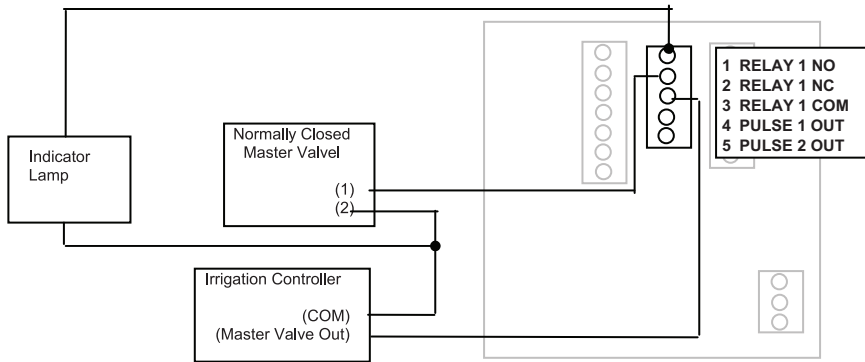 1 RELAY 1 NO
2 RELAY 1 NC
3 RELAY 1 COM
4 PULSE 1 OUT
5 PULSE 2 OUT
Normally Closed
Master Valvel
(1)
(2)
Indicator
Lamp
Irrigation Controller
(COM)
(Master Valve Out)